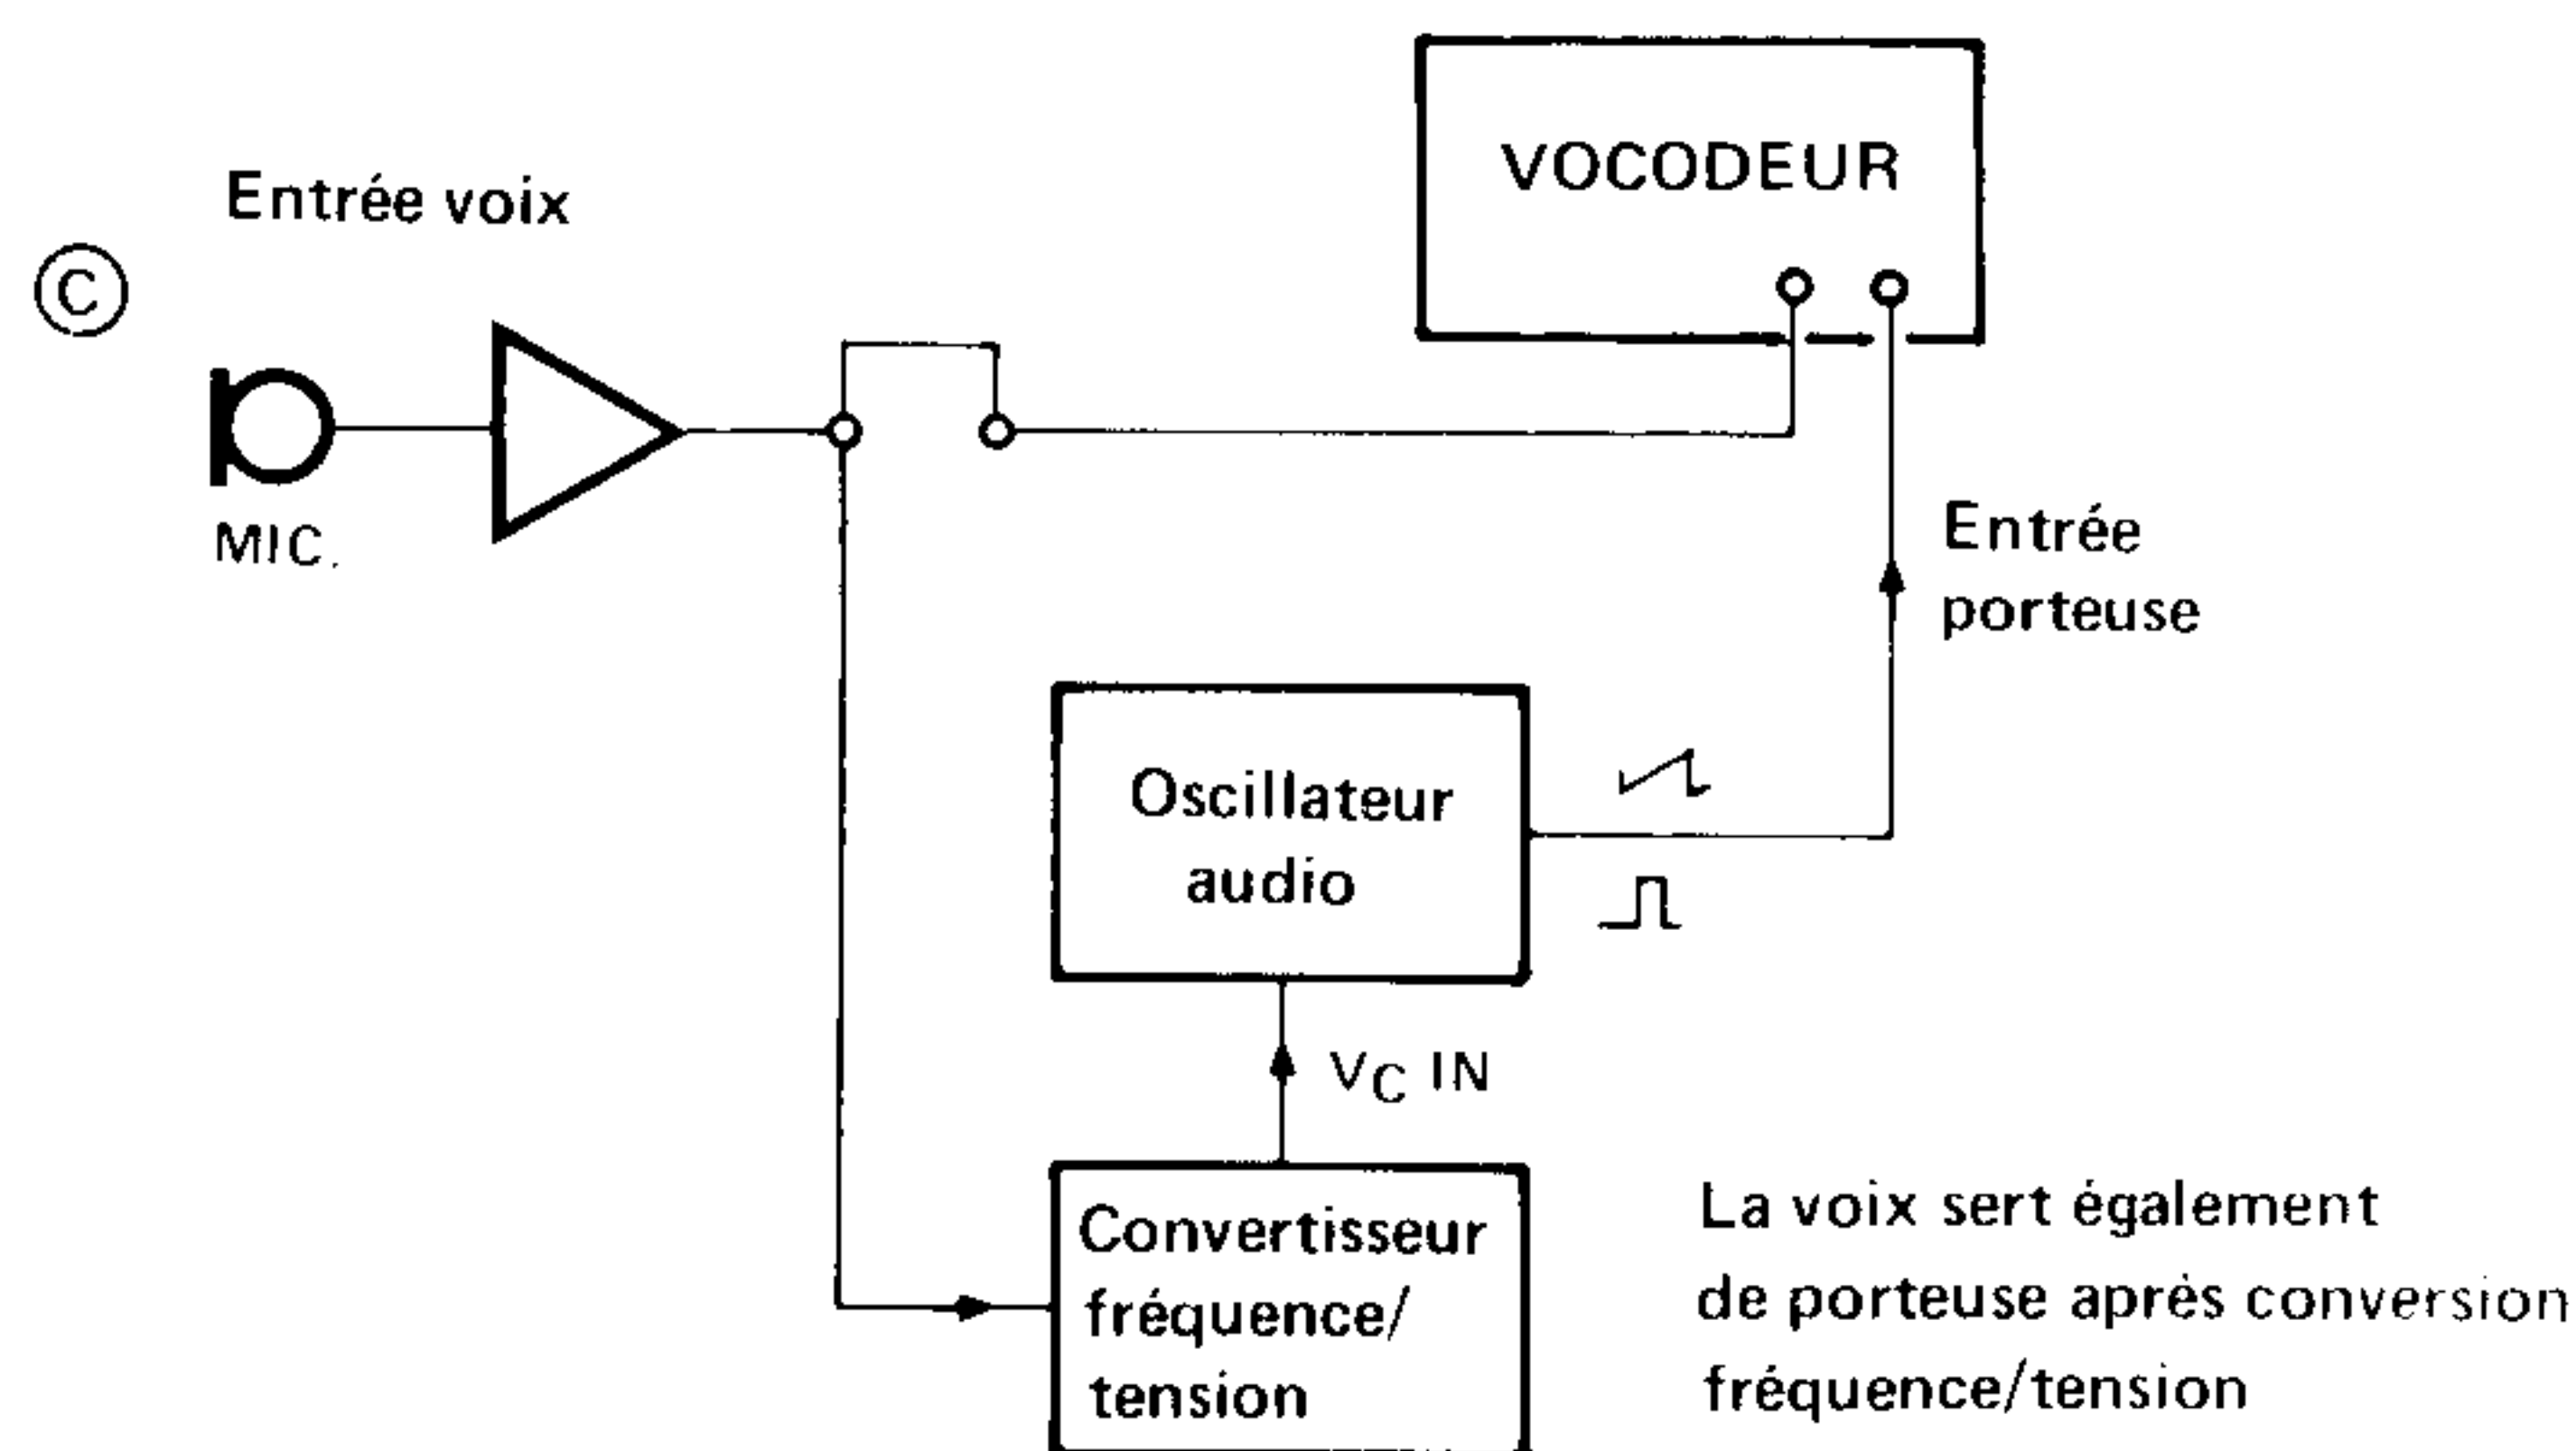 VOCODEUR
Entrée voix
C
MIC.
Entrée
porteuse
Oscillateur
audio
VC IN
Convertisseur
fréquence/
tension
La voix sert également
de porteuse après conversion
fréquence/tension